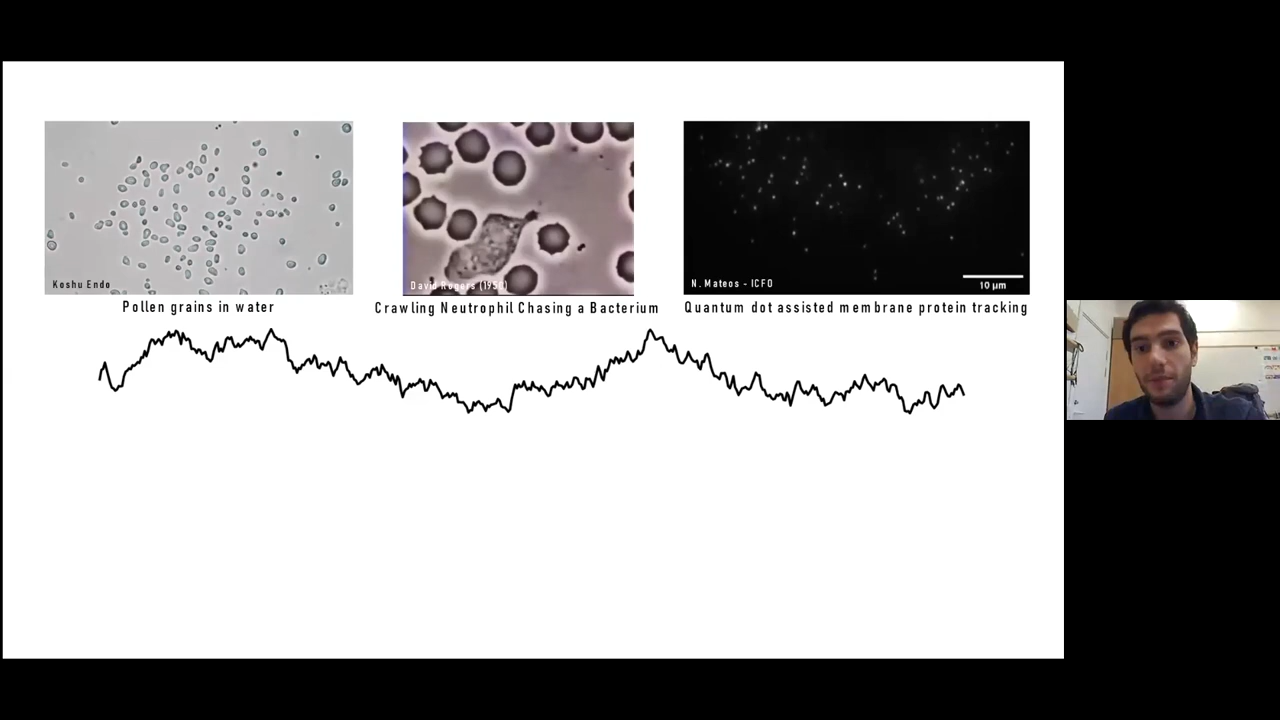 Koshu Endo
David Rogers (1950)
N. Mateos - ICFO
10 μm
Pollen grains in water
Crawling Neutrophil Chasing a Bacterium
Quantum dot assisted membrane protein tracking